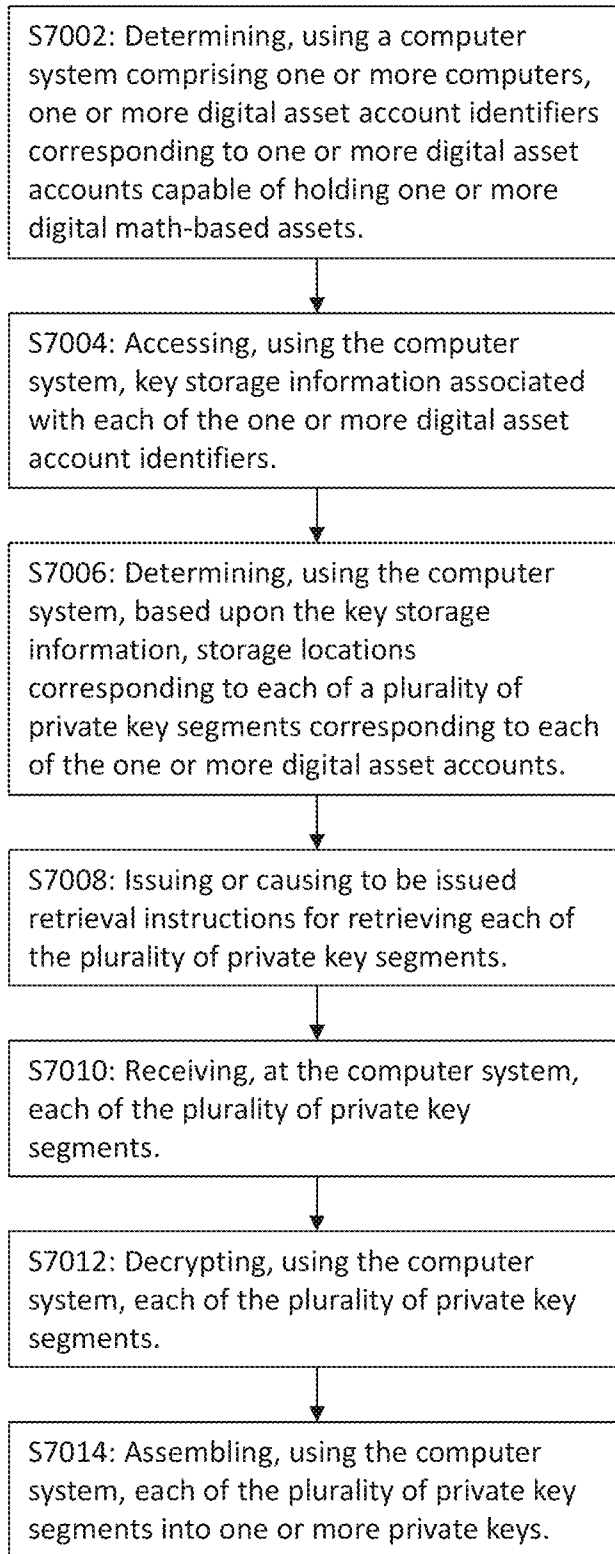 S7002: Determining, using a computer
system comprising one or more computers,
one or more digital asset account identifiers
corresponding to one or more digital asset
accounts capable of holding one or more
digital math-based assets.
S7004: Accessing, using the computer
system, key storage information associated
with each of the one or more digital asset
account identifiers.
S7006: Determining, using the computer
system, based upon the key storage
information, storage locations
corresponding to each of a plurality of
private key segments corresponding to each
of the one or more digital asset accounts.
S7008: Issuing or causing to be issued
retrieval instructions for retrieving each of
the plurality of private key segments.
S7010: Receiving, at the computer system,
each of the plurality of private key
segments.
S7012: Decrypting, using the computer
system, each of the plurality of private key
segments.
S7014: Assembling, using the computer
system, each of the plurality of private key
segments into one or more private keys.